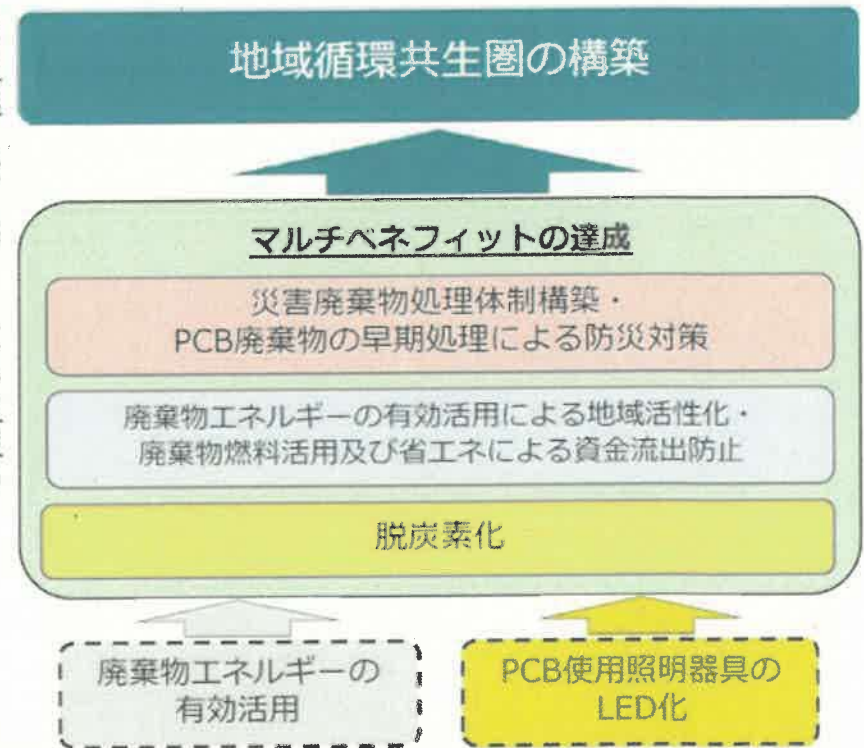 地域循環共生圏の構築
マルチベネフィットの達成
災害廃棄物処理体制構築・
PCB廃棄物の早期処理による防災対策
廃棄物エネルギーの有効活用による地域活性化・
廃棄物燃料活用及び省エネによる資金流出防止
脱炭素化
廃棄物エネルギーの
有効活用
PCB使用照明器具の
LED化